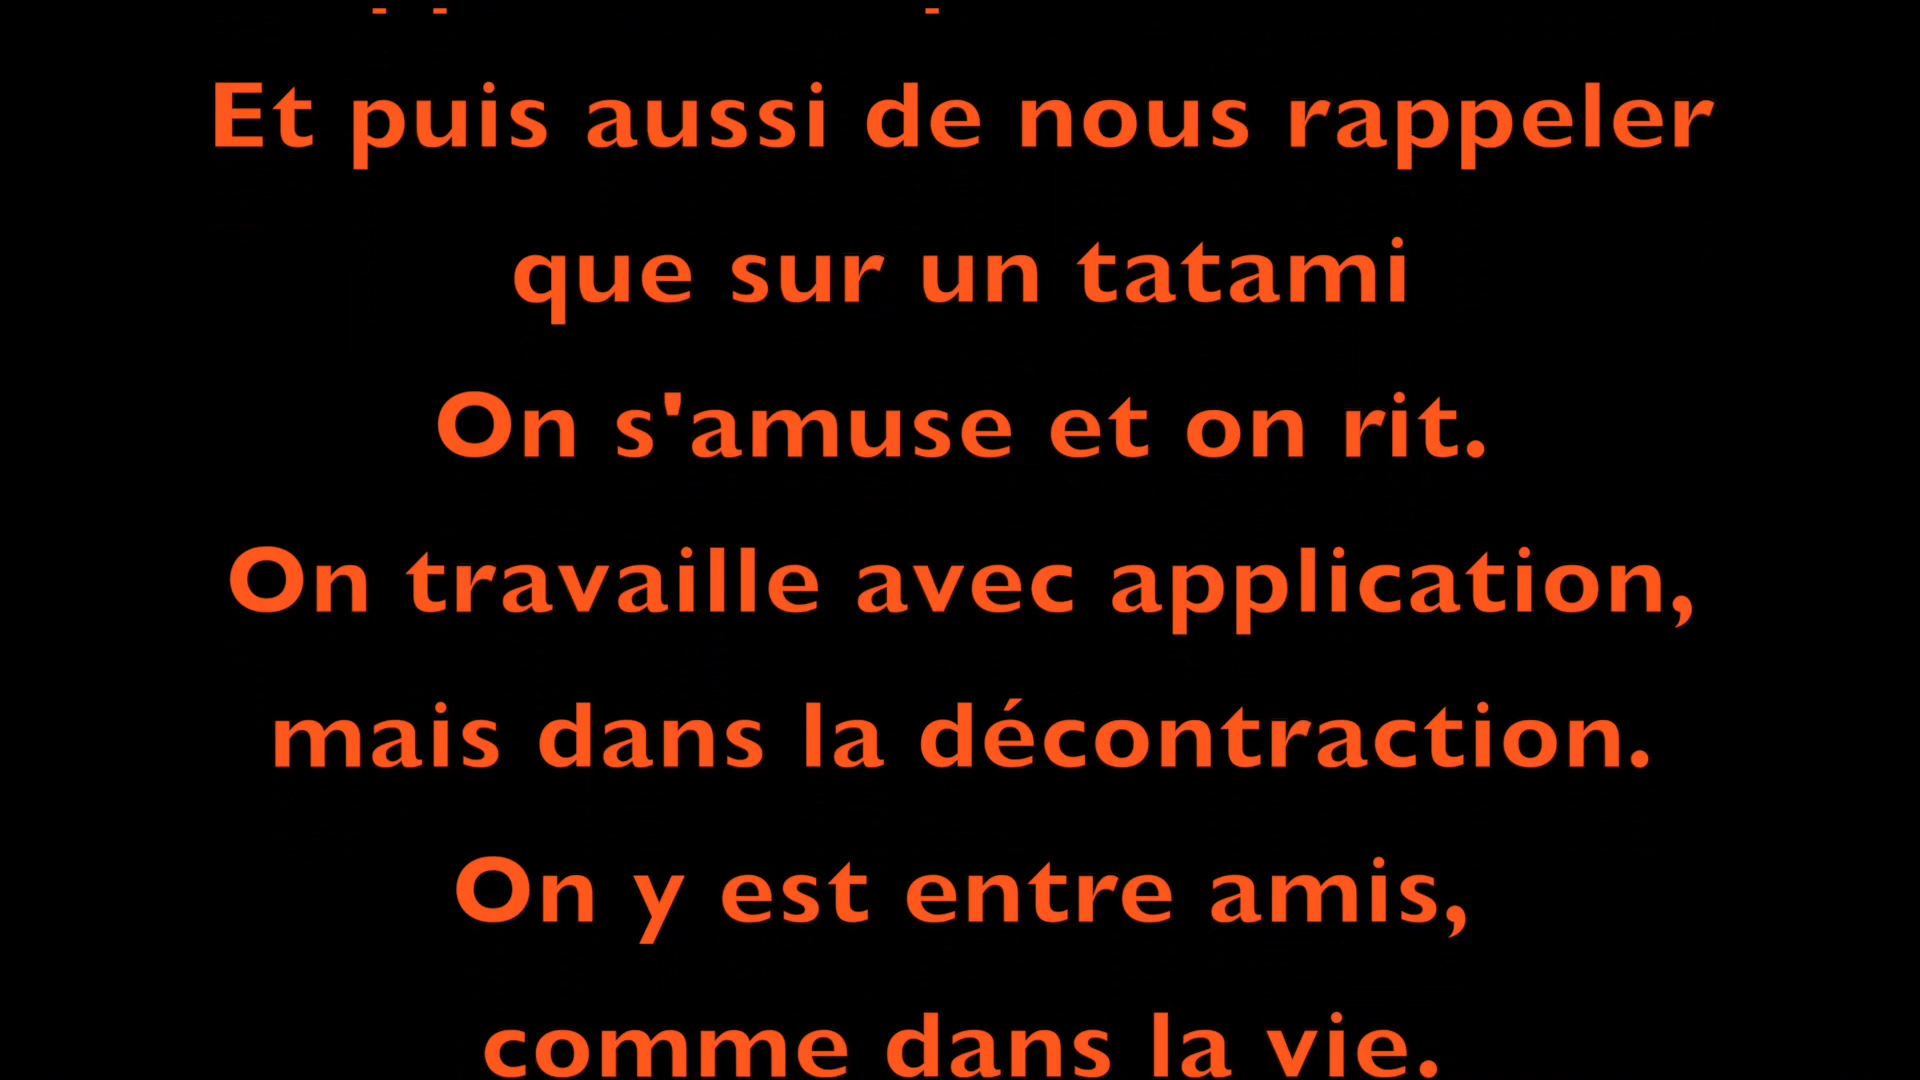 Et puis aussi de nous rappeler
que sur un tatami
On s'amuse et on rit.
On travaille avec application,
mais dans la décontraction.
On y est entre amis,
comme dans la vie.